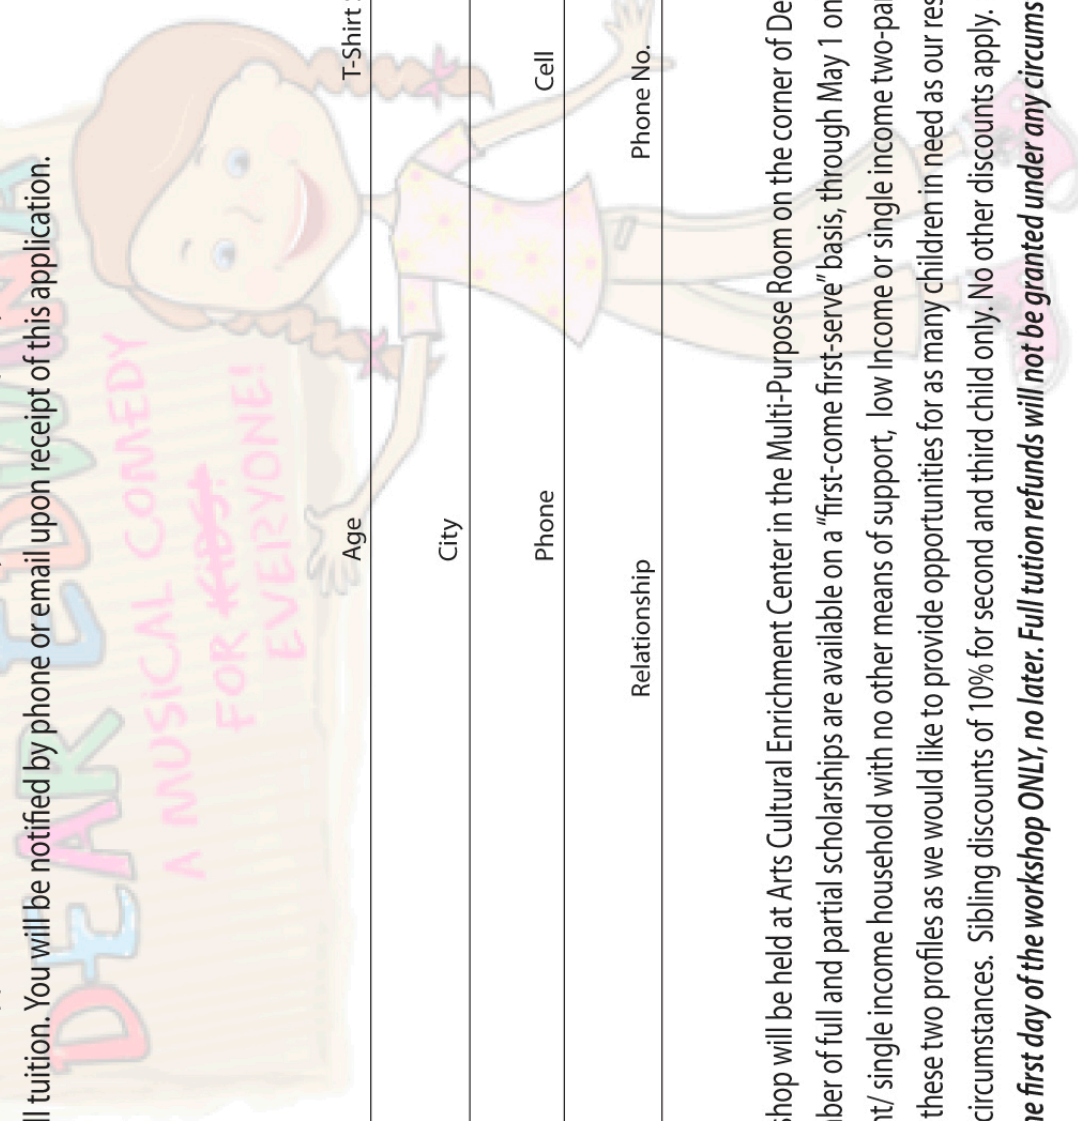 ll tuition. You will be notified by phone or email upon receipt of this application.
DEAR EDWINA
A MUSICAL COMEDY
FOR KIDS!
EVERYONE!
Age T-Shirt
City
Phone Cell
Relationship Phone No.
shop will be held at Arts Cultural Enrichment Center in the Multi-Purpose Room on the corner of De
ber of full and partial scholarships are available on a "first-come first-serve" basis, through May 1 on
nt/ single income household with no other means of support, low Income or single income two-pa
these two profiles as we would like to provide opportunities for as many children in need as our res
circumstances. Sibling discounts of 10% for second and third child only. No other discounts apply.
he first day of the workshop ONLY, no later. Full tution refunds will not be granted under any circums